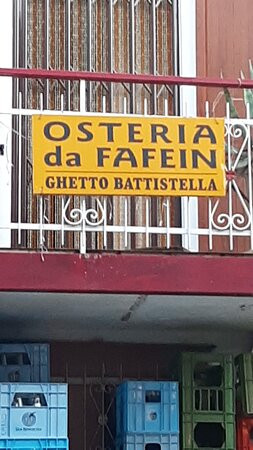 OSTERIA
da FAFEIN
GHETTO BATTISTELLA